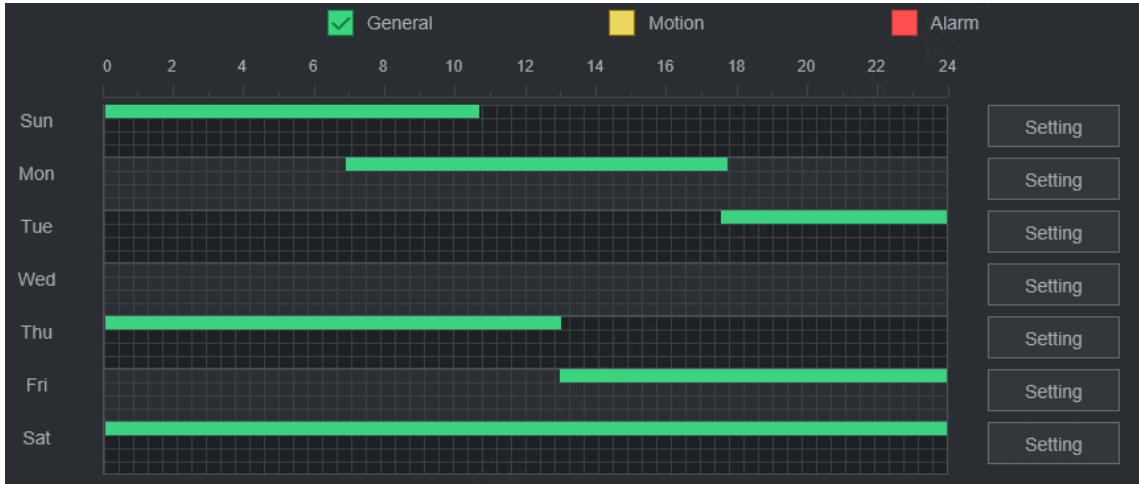 General Motion Alarm
0 2 4 6 8 10 12 14 16 18 20 22 24
Sun Setting
Mon Setting
Tue Setting
Wed Setting
Thu Setting
Fri Setting
Sat Setting